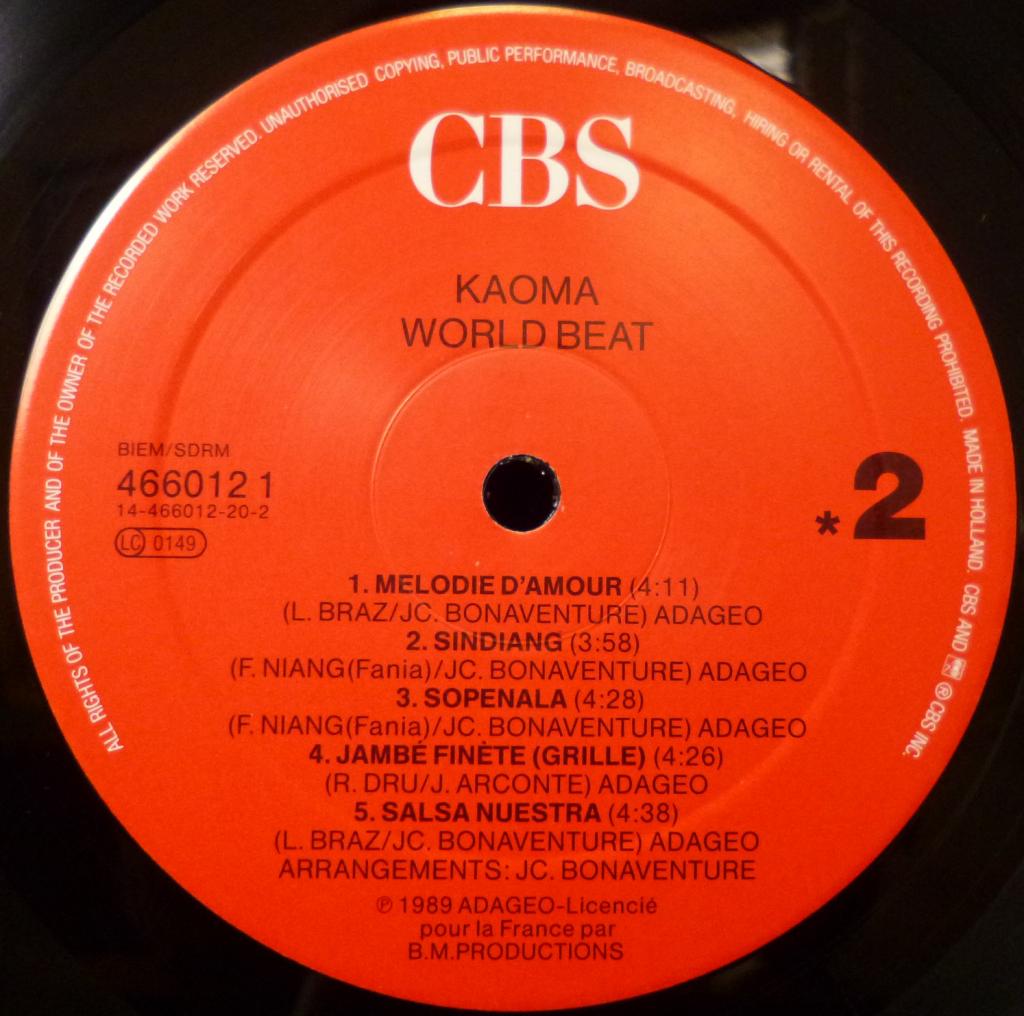 ALL RIGHTS OF THE PRODUCER AND OF THE OWNER OF THE RECORDED WORK RESERVED. UNAUTHORISED COPYING, PUBLIC PERFORMANCE, BROADCASTING, HIRING OR RENTAL OF THIS RECORDING PROHIBITED. MADE IN HOLLAND. CBS AND ® CBS INC.
CBS
KAOMA
WORLD BEAT
BIEM/SDRM
466012 1
14-466012-20-2
LC 0149
*2
1. MELODIE D'AMOUR (4:11)
(L. BRAZ/JC. BONAVENTURE) ADAGEO
2. SINDIANG (3:58)
(F. NIANG(Fania)/JC. BONAVENTURE) ADAGEO
3. SOPENALA (4:28)
(F. NIANG(Fania)/JC. BONAVENTURE) ADAGEO
4. JAMBÉ FINÈTE (GRILLE) (4:26)
(R. DRU/J. ARCONTE) ADAGEO
5. SALSA NUESTRA (4:38)
(L. BRAZ/JC. BONAVENTURE) ADAGEO
ARRANGEMENTS: JC. BONAVENTURE
℗ 1989 ADAGEO-Licencié
pour la France par
B.M.PRODUCTIONS